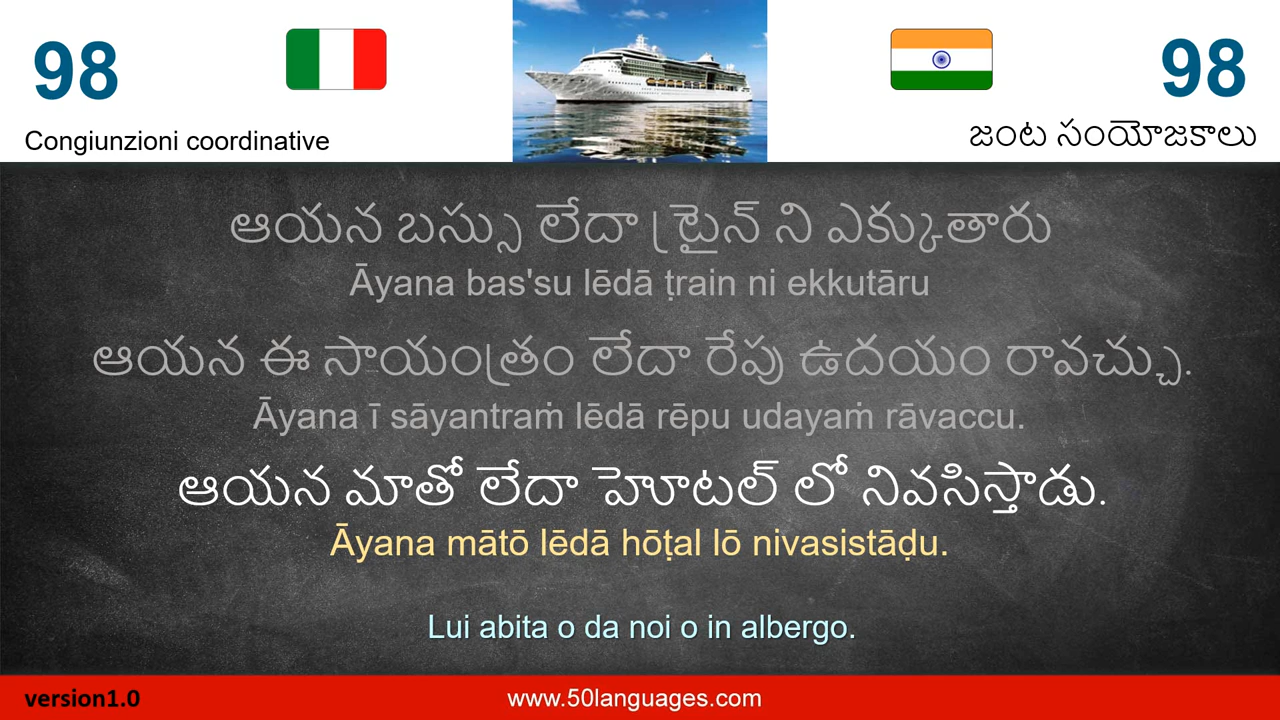 98
98
Congiunzioni coordinative
జంట సంయోజకాలు
ఆయన బస్సు లేదా ట్రైన్ ని ఎక్కుతారు
Āyana bas'su lēdā ṭrain ni ekkutāru
ఆయన ఈ సాయంత్రం లేదా రేపు ఉదయం రావచ్చు.
Āyana ī sāyantraṁ lēdā rēpu udayaṁ rāvaccu.
ఆయన మాతో లేదా హోటల్ లో నివసిస్తాడు.
Āyana mātō lēdā hōṭal lō nivasistāḍu.
Lui abita o da noi o in albergo.
version1.0
www.50languages.com